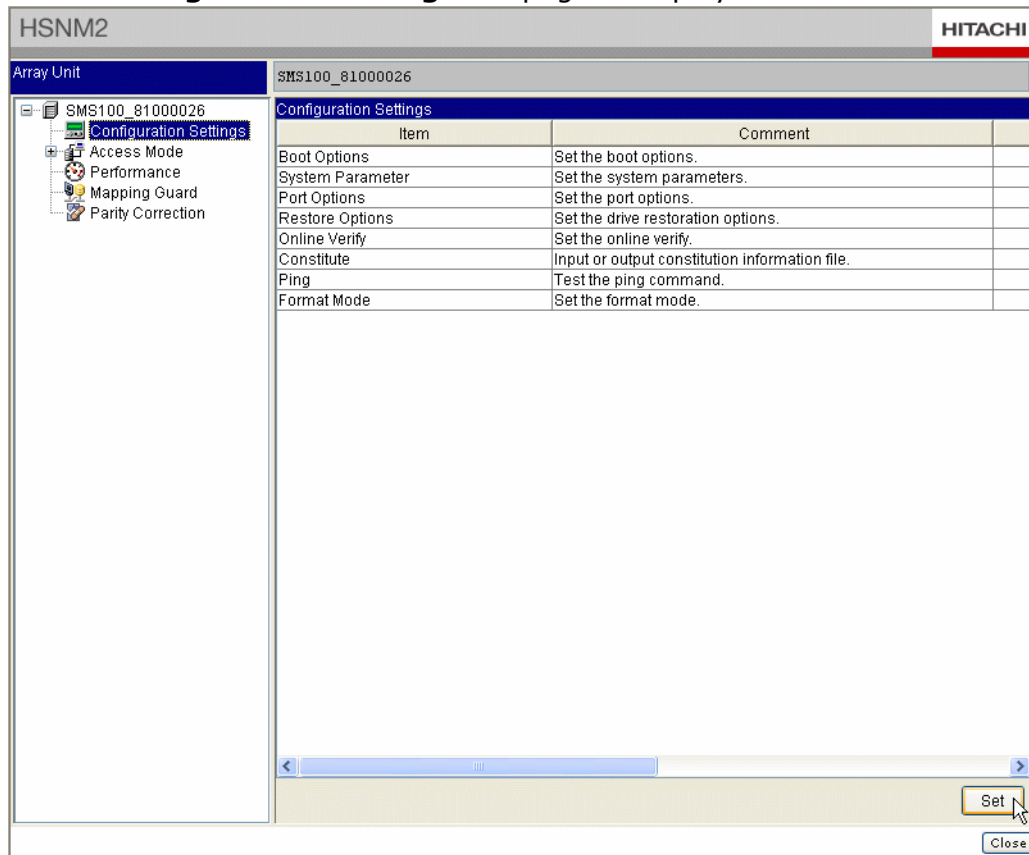 HSNM2
HITACHI
Array Unit
SMS100_81000026
SMS100_81000026
Configuration Settings
Access Mode
Performance
Mapping Guard
Parity Correction
Configuration Settings
Item Comment
Boot Options Set the boot options.
System Parameter Set the system parameters.
Port Options Set the port options.
Restore Options Set the drive restoration options.
Online Verify Set the online verify.
Constitute Input or output constitution information file.
Ping Test the ping command.
Format Mode Set the format mode.
Set
Close